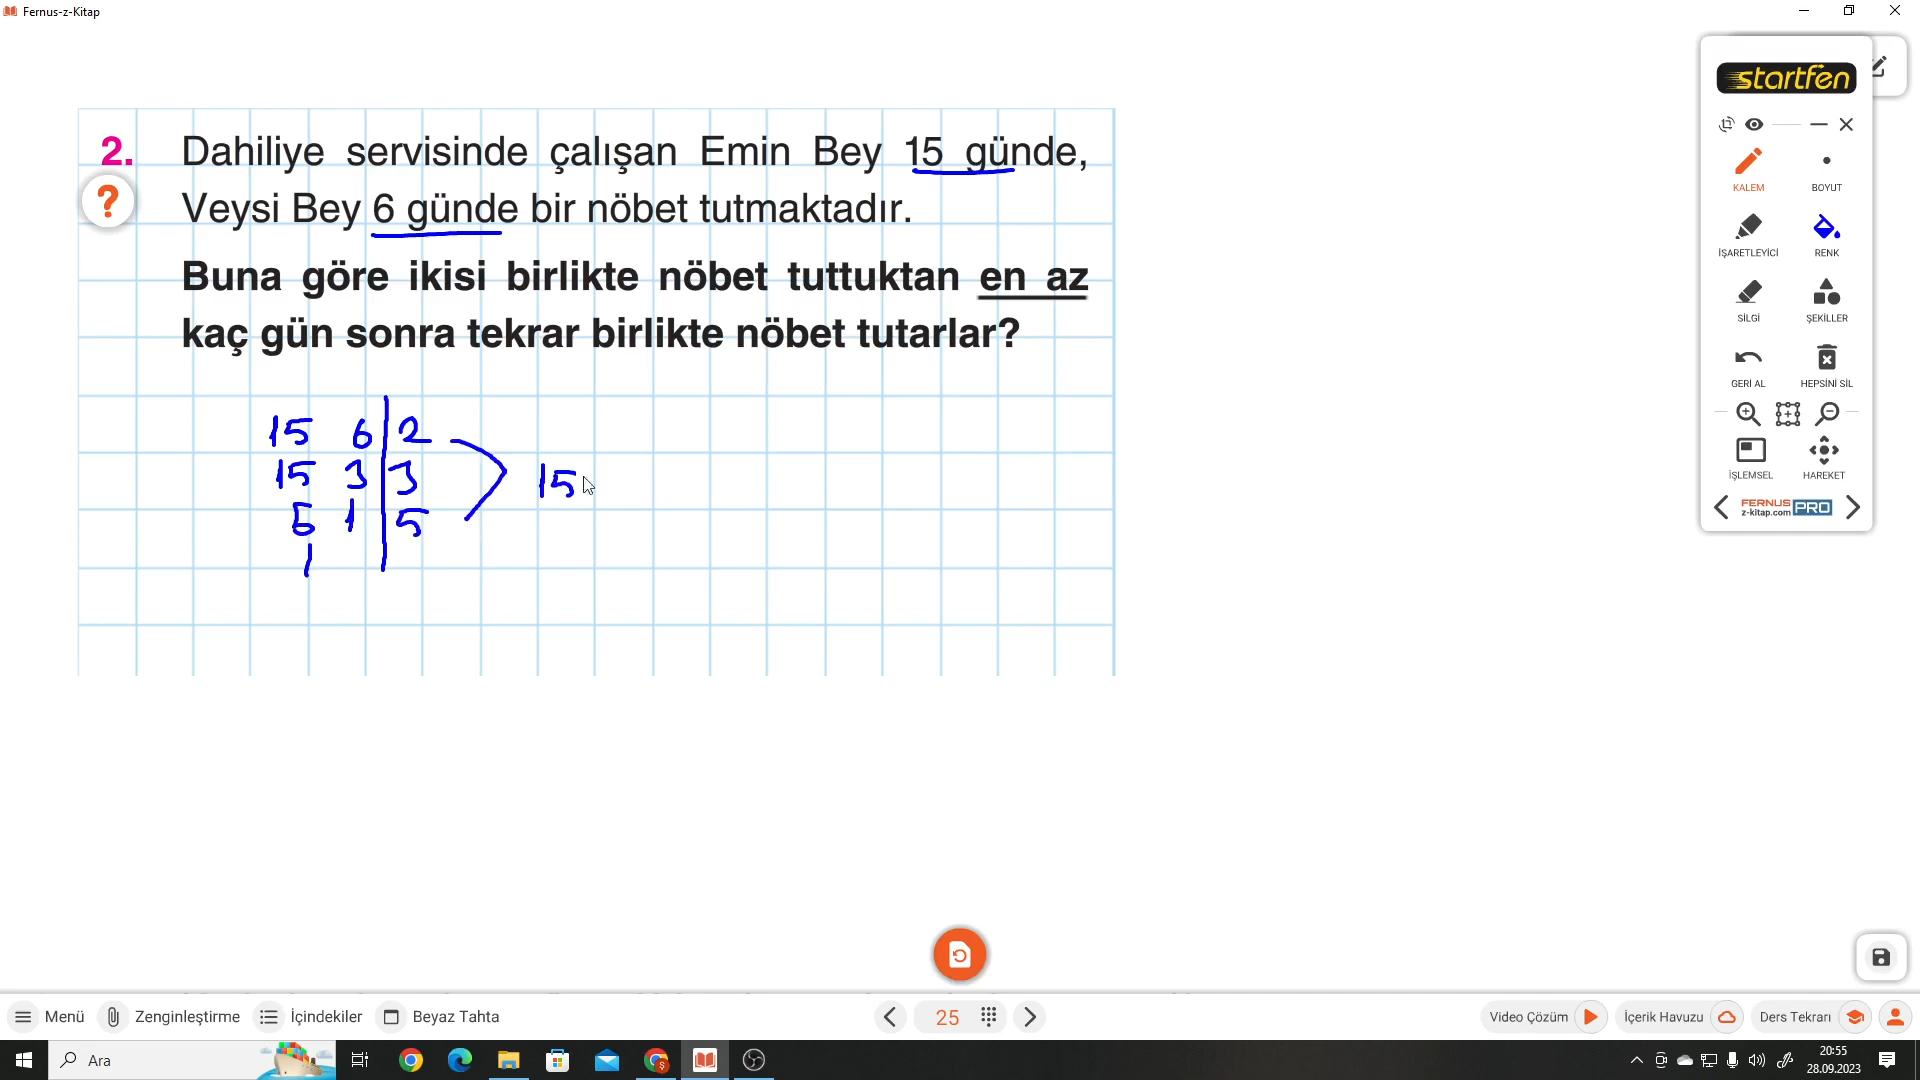 Fernus-z-Kitap
startfen
2. Dahiliye servisinde çalışan Emin Bey 15 günde,
?
Veysi Bey 6 günde bir nöbet tutmaktadır.
Buna göre ikisi birlikte nöbet tuttuktan en az
kaç gün sonra tekrar birlikte nöbet tutarlar?
15 6 2
15 3 3
5 1 5
1
15
KALEM BOYUT
İŞARETLEYİCİ RENK
SİLGİ ŞEKİLLER
GERİ AL HEPSİNİ SİL
İŞLEMSEL HAREKET
FERNUS
z-kitap.com PRO
Menü Zenginleştirme İçindekiler Beyaz Tahta 25 Video Çözüm İçerik Havuzu Ders Tekrarı
Ara
20:55
28.09.2023